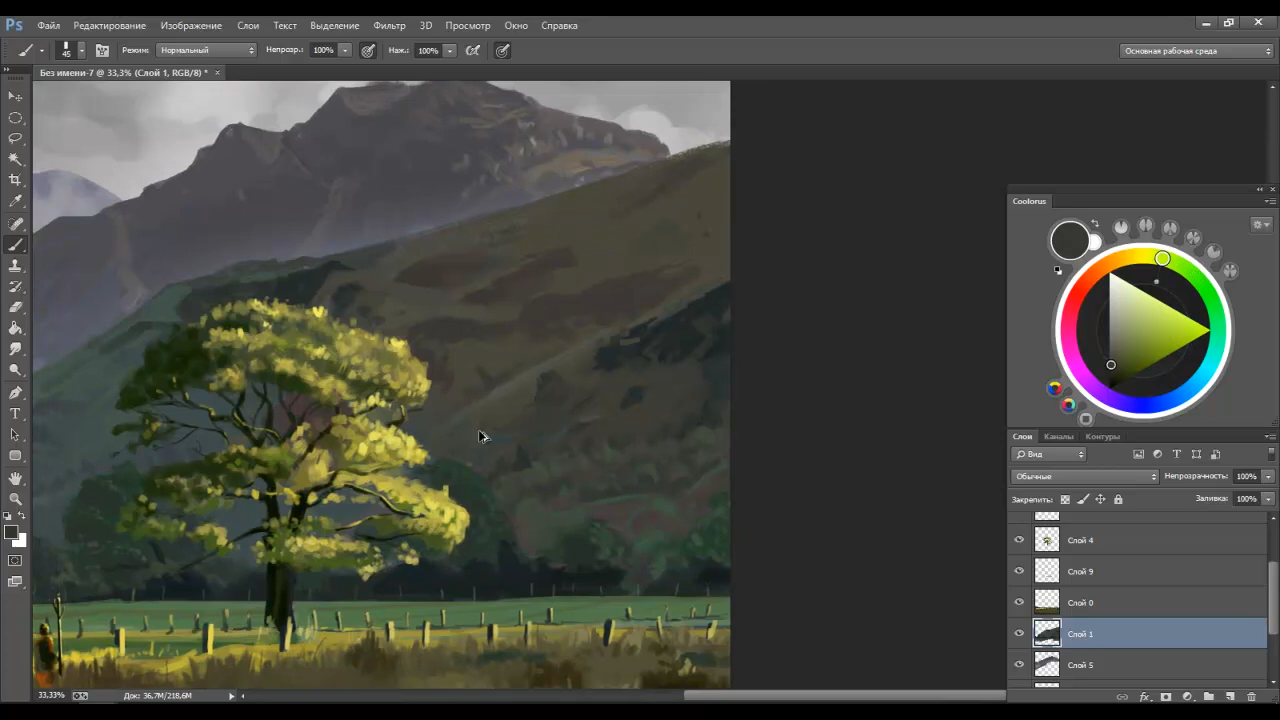 Ps Файл Редактирование Изображение Слои Текст Выделение Фильтр 3D Просмотр Окно Справка
45 Режим: Нормальный Непрозр.: 100% Наж.: 100% Основная рабочая среда
Без имени-7 @ 33,3% (Слой 1, RGB/8) * ×
Coolorus
Слои Каналы Контуры
Вид
Обычные Непрозрачность: 100%
Закрепить: Заливка: 100%
Слой 4
Слой 9
Слой 0
Слой 1
Слой 5
33,33% Док: 36,7M/218,6M